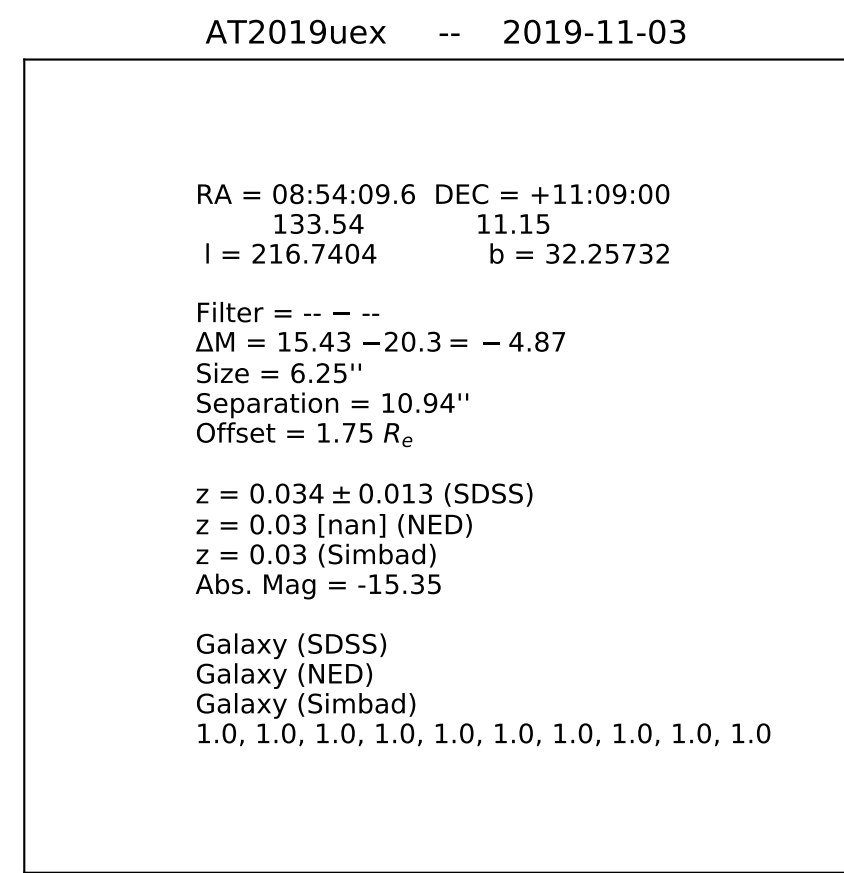 AT2019uex -- 2019-11-03
RA = 08:54:09.6 DEC = +11:09:00
133.54 11.15
l = 216.7404 b = 32.25732
Filter = -- − --
ΔM = 15.43 −20.3 = − 4.87
Size = 6.25''
Separation = 10.94''
Offset = 1.75 Rₑ
z = 0.034 ± 0.013 (SDSS)
z = 0.03 [nan] (NED)
z = 0.03 (Simbad)
Abs. Mag = -15.35
Galaxy (SDSS)
Galaxy (NED)
Galaxy (Simbad)
1.0, 1.0, 1.0, 1.0, 1.0, 1.0, 1.0, 1.0, 1.0, 1.0